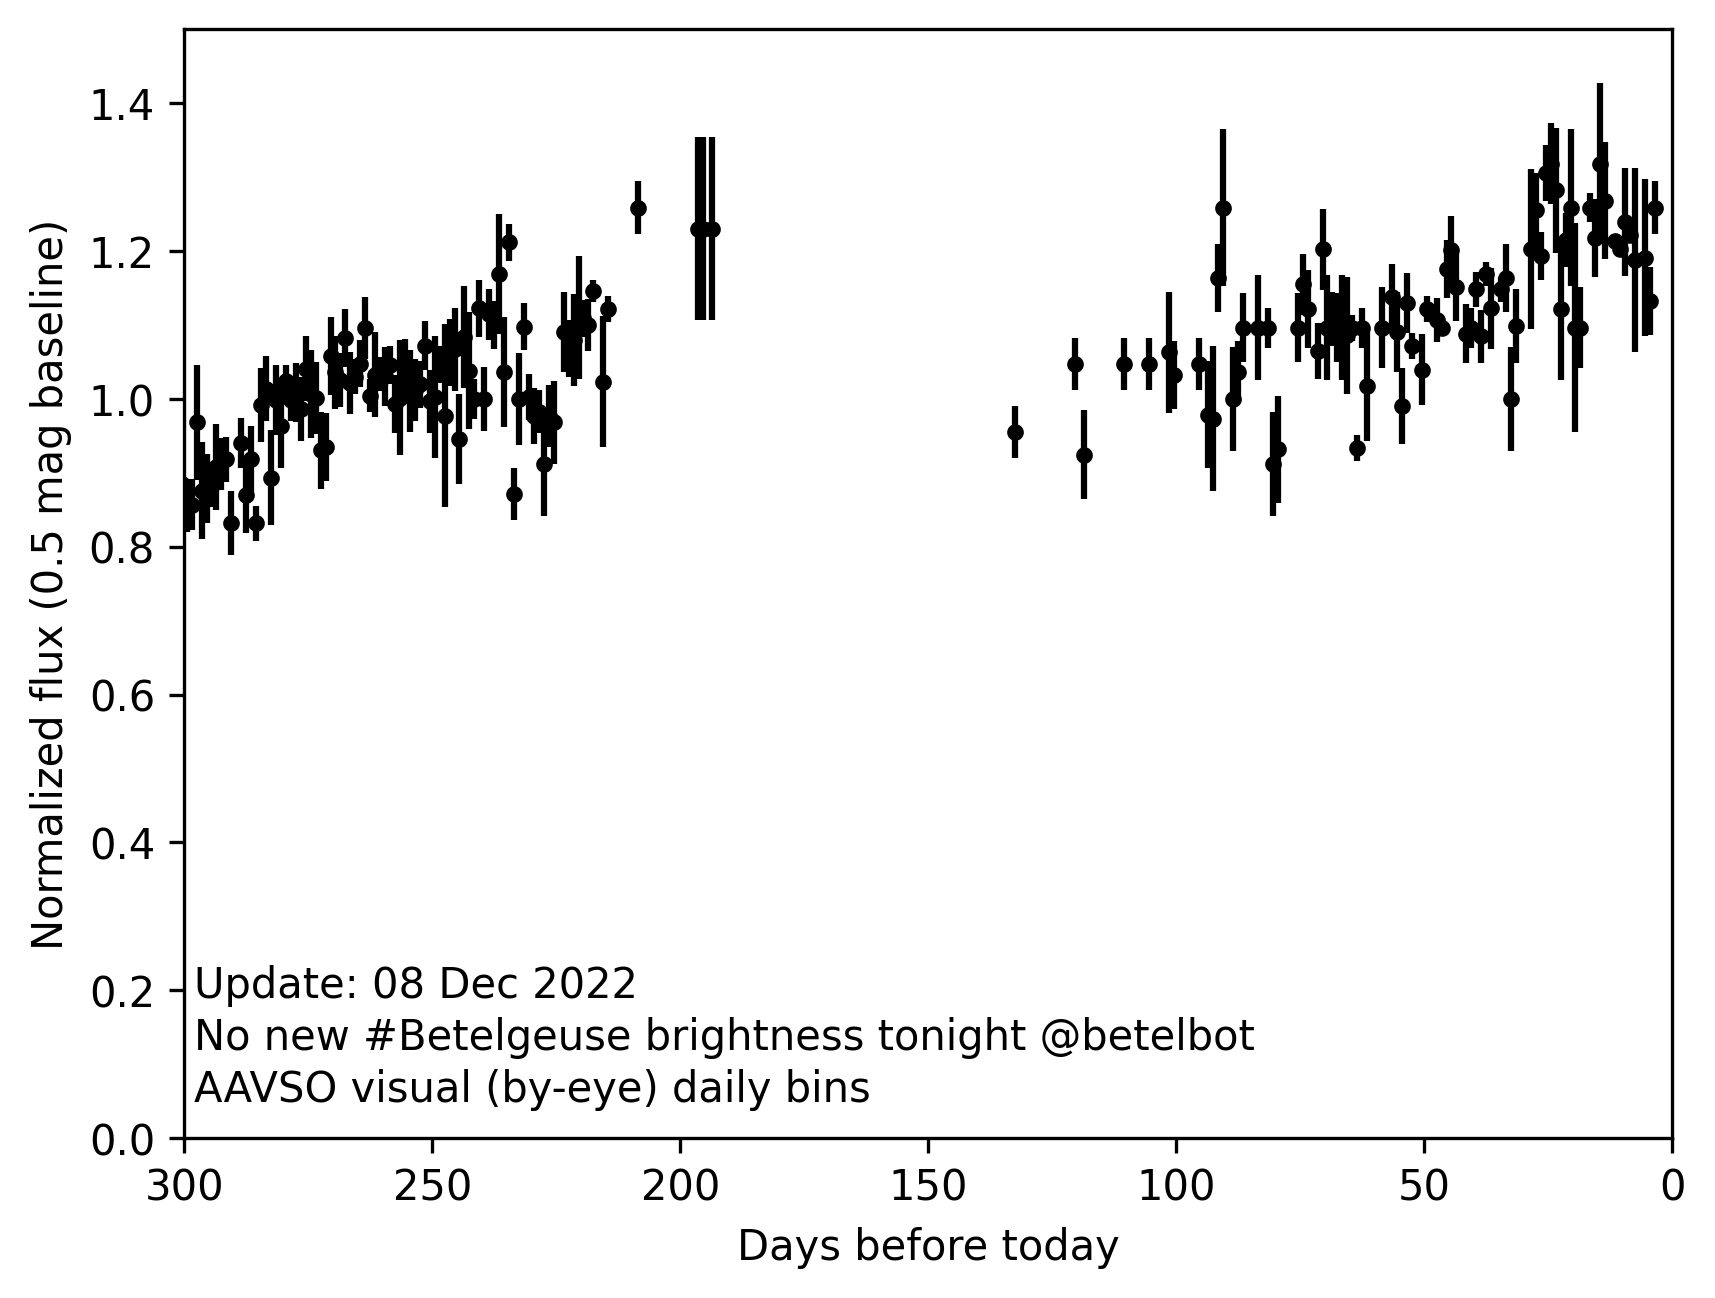 Normalized flux (0.5 mag baseline)
1.4
1.2
1.0
0.8
0.6
0.4
0.2
0.0
Update: 08 Dec 2022
No new #Betelgeuse brightness tonight @betelbot
AAVSO visual (by-eye) daily bins
300 250 200 150 100 50 0
Days before today